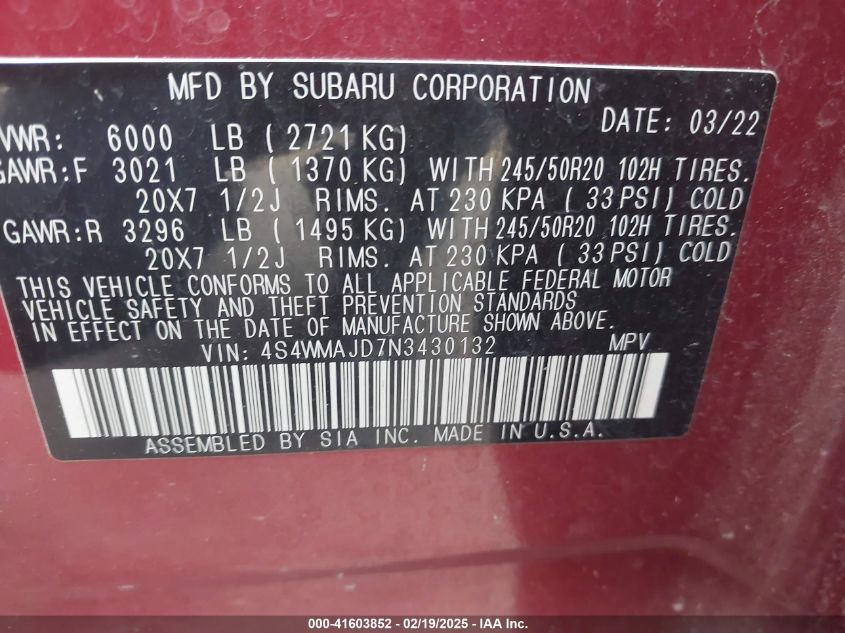 MFD BY SUBARU CORPORATION
DATE: 03/22
VWR: 6000 LB ( 2721 KG)
GAWR:F 3021 LB ( 1370 KG) WITH 245/50R20 102H TIRES.
20X7 1/2J RIMS. AT 230 KPA ( 33 PSI) COLD
GAWR:R 3296 LB ( 1495 KG) WITH 245/50R20 102H TIRES.
20X7 1/2J RIMS. AT 230 KPA ( 33 PSI) COLD
THIS VEHICLE CONFORMS TO ALL APPLICABLE FEDERAL MOTOR
VEHICLE SAFETY AND THEFT PREVENTION STANDARDS
IN EFFECT ON THE DATE OF MANUFACTURE SHOWN ABOVE.
VIN: 4S4WMAJD7N3430132 MPV
ASSEMBLED BY SIA INC. MADE IN U.S.A.
000-41603852 - 02/19/2025 - IAAI.com